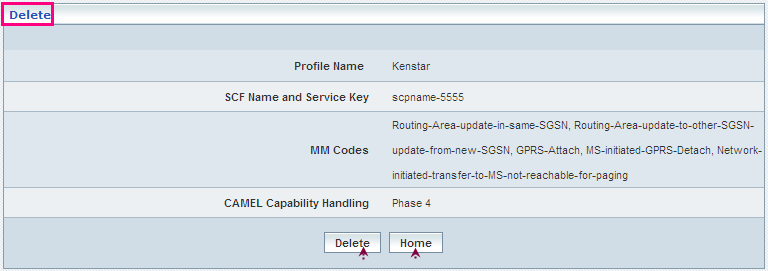 Delete
Profile Name Kenstar
SCF Name and Service Key scpname-5555
MM Codes Routing-Area-update-in-same-SGSN, Routing-Area-update-to-other-SGSN-
update-from-new-SGSN, GPRS-Attach, MS-initiated-GPRS-Detach, Network-
initiated-transfer-to-MS-not-reachable-for-paging
CAMEL Capability Handling Phase 4
Delete Home